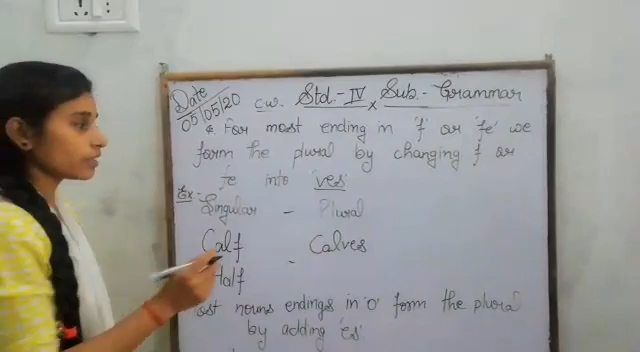 Date
05/05/20
C.W. Std.- IV x Sub.- Grammar
4. For most ending in 'f' or 'fe' we
form the plural by changing f or
fe into 'ves'
Ex:-
Singular - Plural
Calf - Calves
Half
nouns endings in 'o' form the plural
by adding 'es'